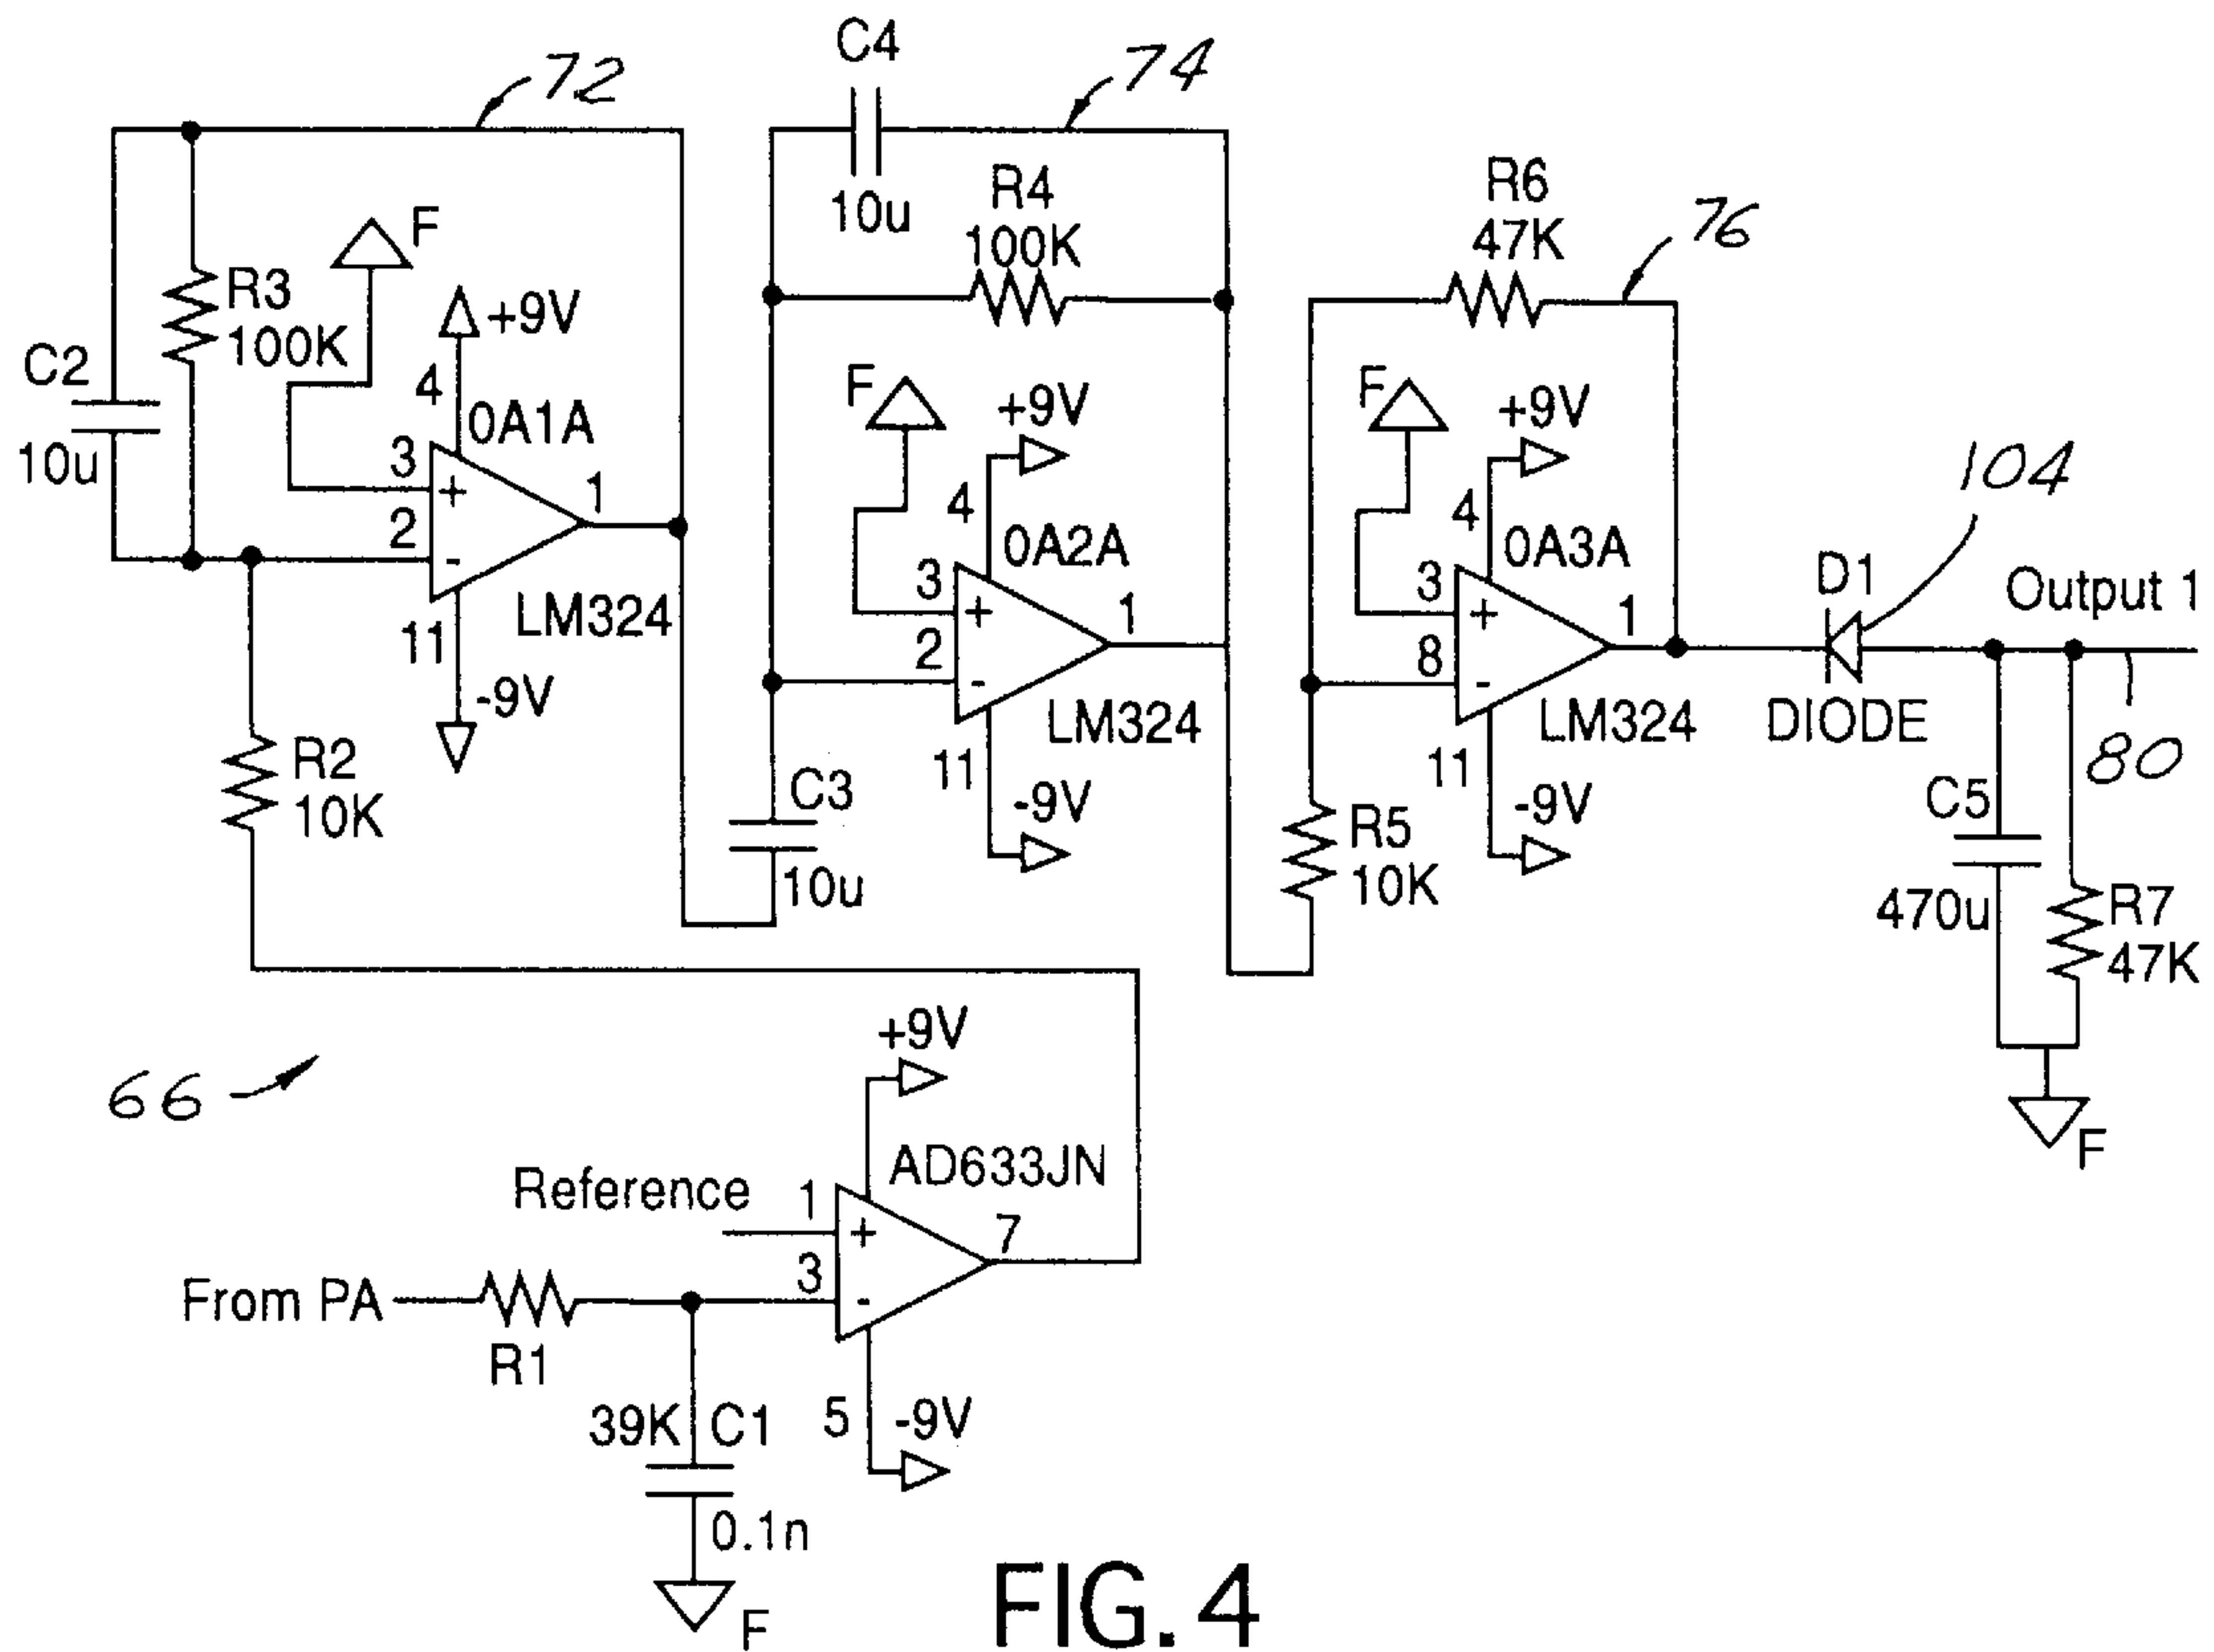 C4
72
74
R4
100K
10u
R6
47K
76
F
R3
100K
+9V
4
0A1A
C2
10u
3
+
2
-
1
11
LM324
-9V
F
+9V
4
0A2A
3
+
2
-
1
LM324
11
-9V
F
+9V
4
0A3A
3
+
8
-
1
LM324
11
-9V
104
D1
DIODE
Output 1
80
R2
10K
C3
10u
R5
10K
C5
470u
R7
47K
F
66
+9V
AD633JN
Reference
1
+
3
-
7
From PA
R1
39K
C1
0.1n
5
-9V
F
FIG. 4